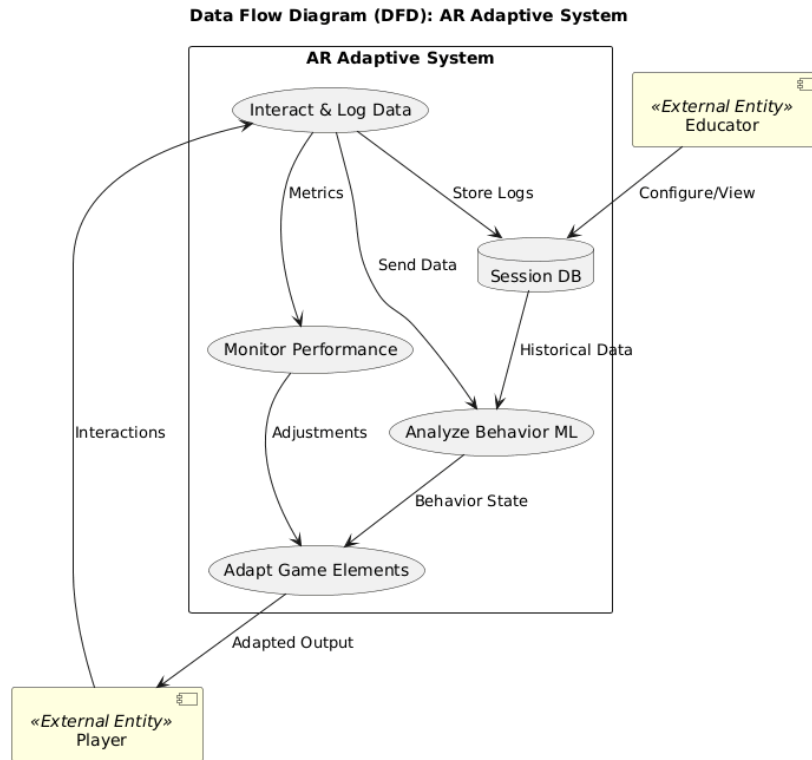 Data Flow Diagram (DFD): AR Adaptive System
AR Adaptive System
Interact & Log Data
«External Entity»
Educator
Metrics
Store Logs
Configure/View
Send Data
Session DB
Monitor Performance
Historical Data
Interactions
Adjustments
Analyze Behavior ML
Behavior State
Adapt Game Elements
Adapted Output
«External Entity»
Player